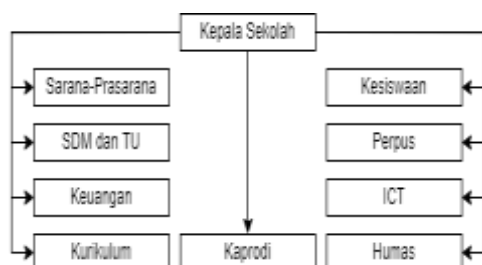 Kepala Sekolah
Sarana-Prasarana
Kesiswaan
SDM dan TU
Perpus
Keuangan
ICT
Kurikulum
Kaprodi
Humas